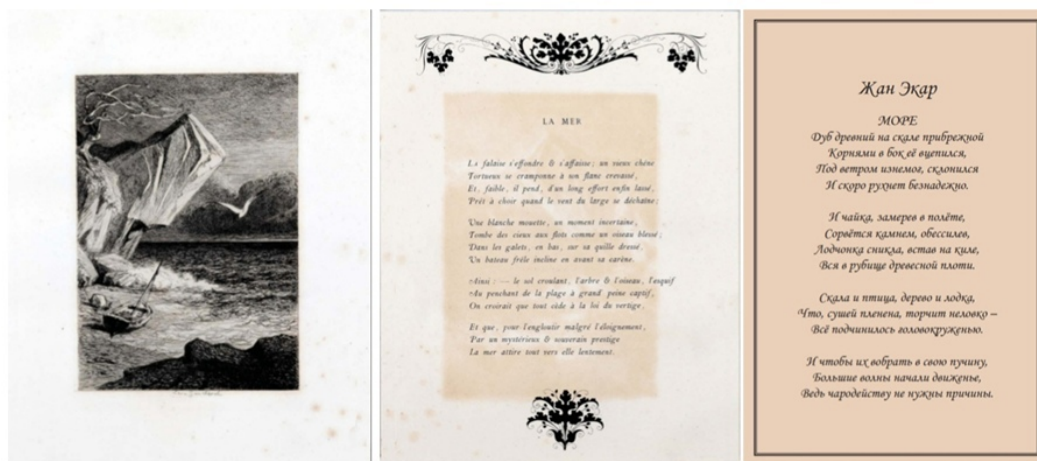 LA MER
La falaise s'effondre & s'affaisse; un vieux chêne
Tortueux se cramponne à son flanc crevassé,
Et, faible, il pend, d'un long effort enfin lassé,
Prêt à choir quand le vent du large se déchaîne;
Une blanche mouette, un moment incertaine,
Tombe des cieux aux flots comme un oiseau blessé;
Dans les galets, en bas, sur sa quille dressé,
Un bateau frêle incline en avant sa carène.
Ainsi : — le sol croulant, l'arbre & l'oiseau, l'esquif
Au penchant de la plage à grand' peine captif,
On croirait que tout cède à la loi du vertige,
Et que, pour l'engloutir malgré l'éloignement,
Par un mystérieux & souverain prestige
La mer attire tout vers elle lentement.
Жан Экар
МОРЕ
Дуб древний на скале прибрежной
Корнями в бок её вцепился,
Под ветром изнемог, склонился
И скоро рухнет безнадежно.
И чайка, замерев в полёте,
Сорвётся камнем, обессилев,
Лодчонка сникла, встав на киле,
Вся в рубище древесной плоти.
Скала и птица, дерево и лодка,
Что, сушей пленена, торчит неловко –
Всё подчинилось головокруженью.
И чтобы их вобрать в свою пучину,
Большие волны начали движенье,
Ведь чародейству не нужны причины.